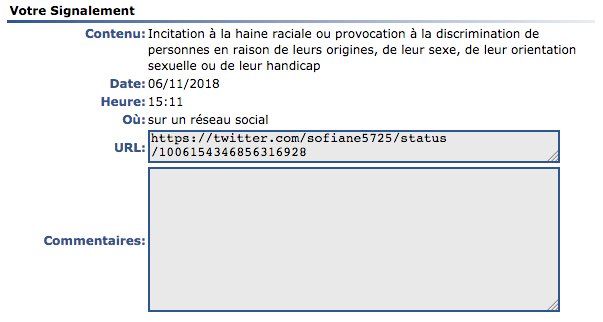 Votre Signalement
Contenu: Incitation à la haine raciale ou provocation à la discrimination de
personnes en raison de leurs origines, de leur sexe, de leur orientation
sexuelle ou de leur handicap
Date: 06/11/2018
Heure: 15:11
Où: sur un réseau social
URL: https://twitter.com/sofiane5725/status
/1006154346856316928
Commentaires: